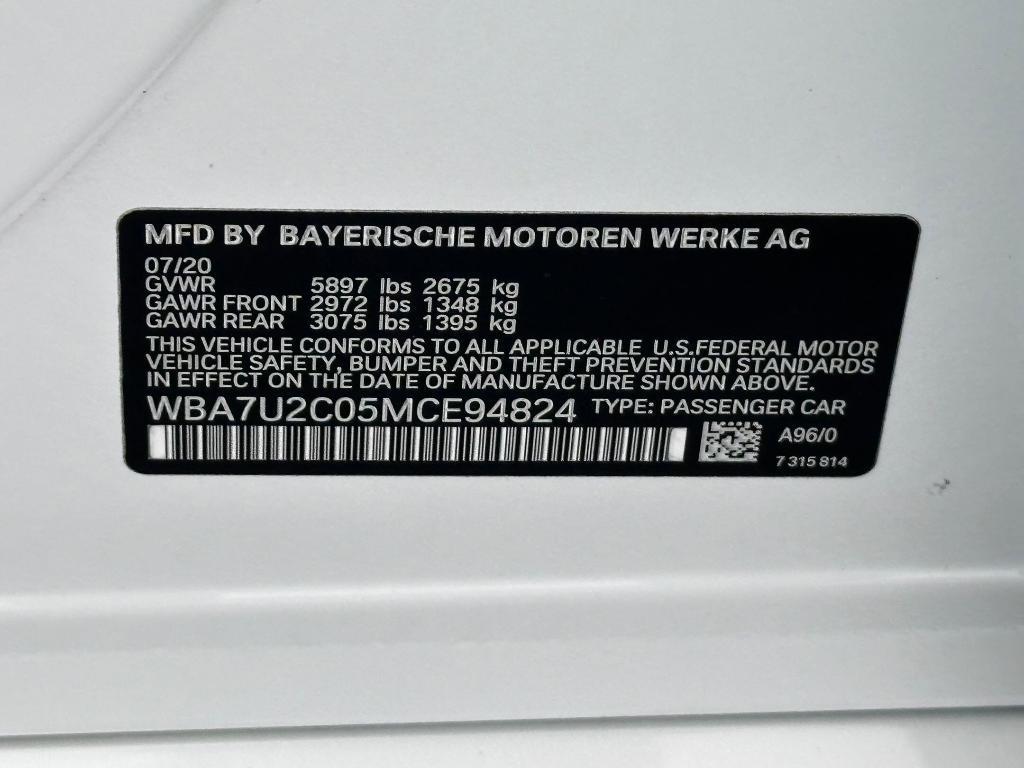 MFD BY BAYERISCHE MOTOREN WERKE AG
07/20
GVWR 5897 lbs 2675 kg
GAWR FRONT 2972 lbs 1348 kg
GAWR REAR 3075 lbs 1395 kg
THIS VEHICLE CONFORMS TO ALL APPLICABLE U.S.FEDERAL MOTOR
VEHICLE SAFETY, BUMPER AND THEFT PREVENTION STANDARDS
IN EFFECT ON THE DATE OF MANUFACTURE SHOWN ABOVE.
WBA7U2C05MCE94824 TYPE: PASSENGER CAR
A96/0
7 315 814